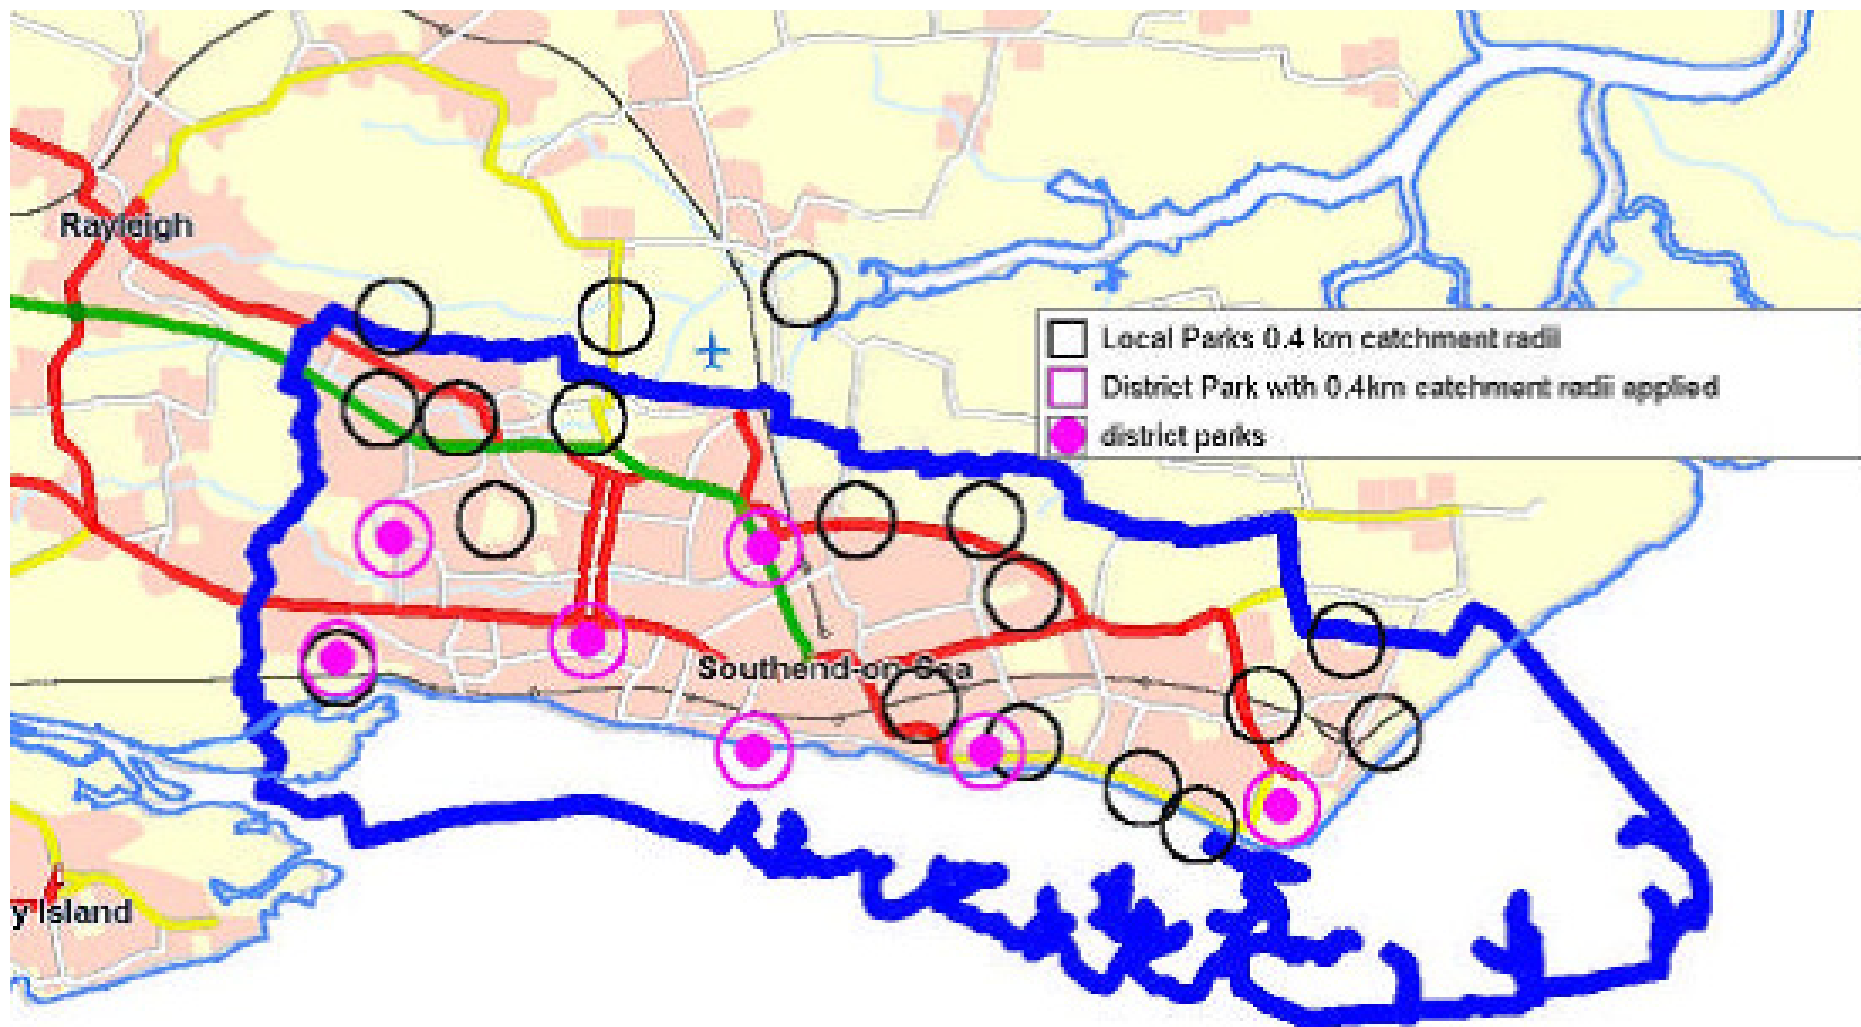 Rayleigh
Local Parks 0.4 km catchment radii
District Park with 0.4km catchment radii applied
district parks
Southend-on-Sea
y Island